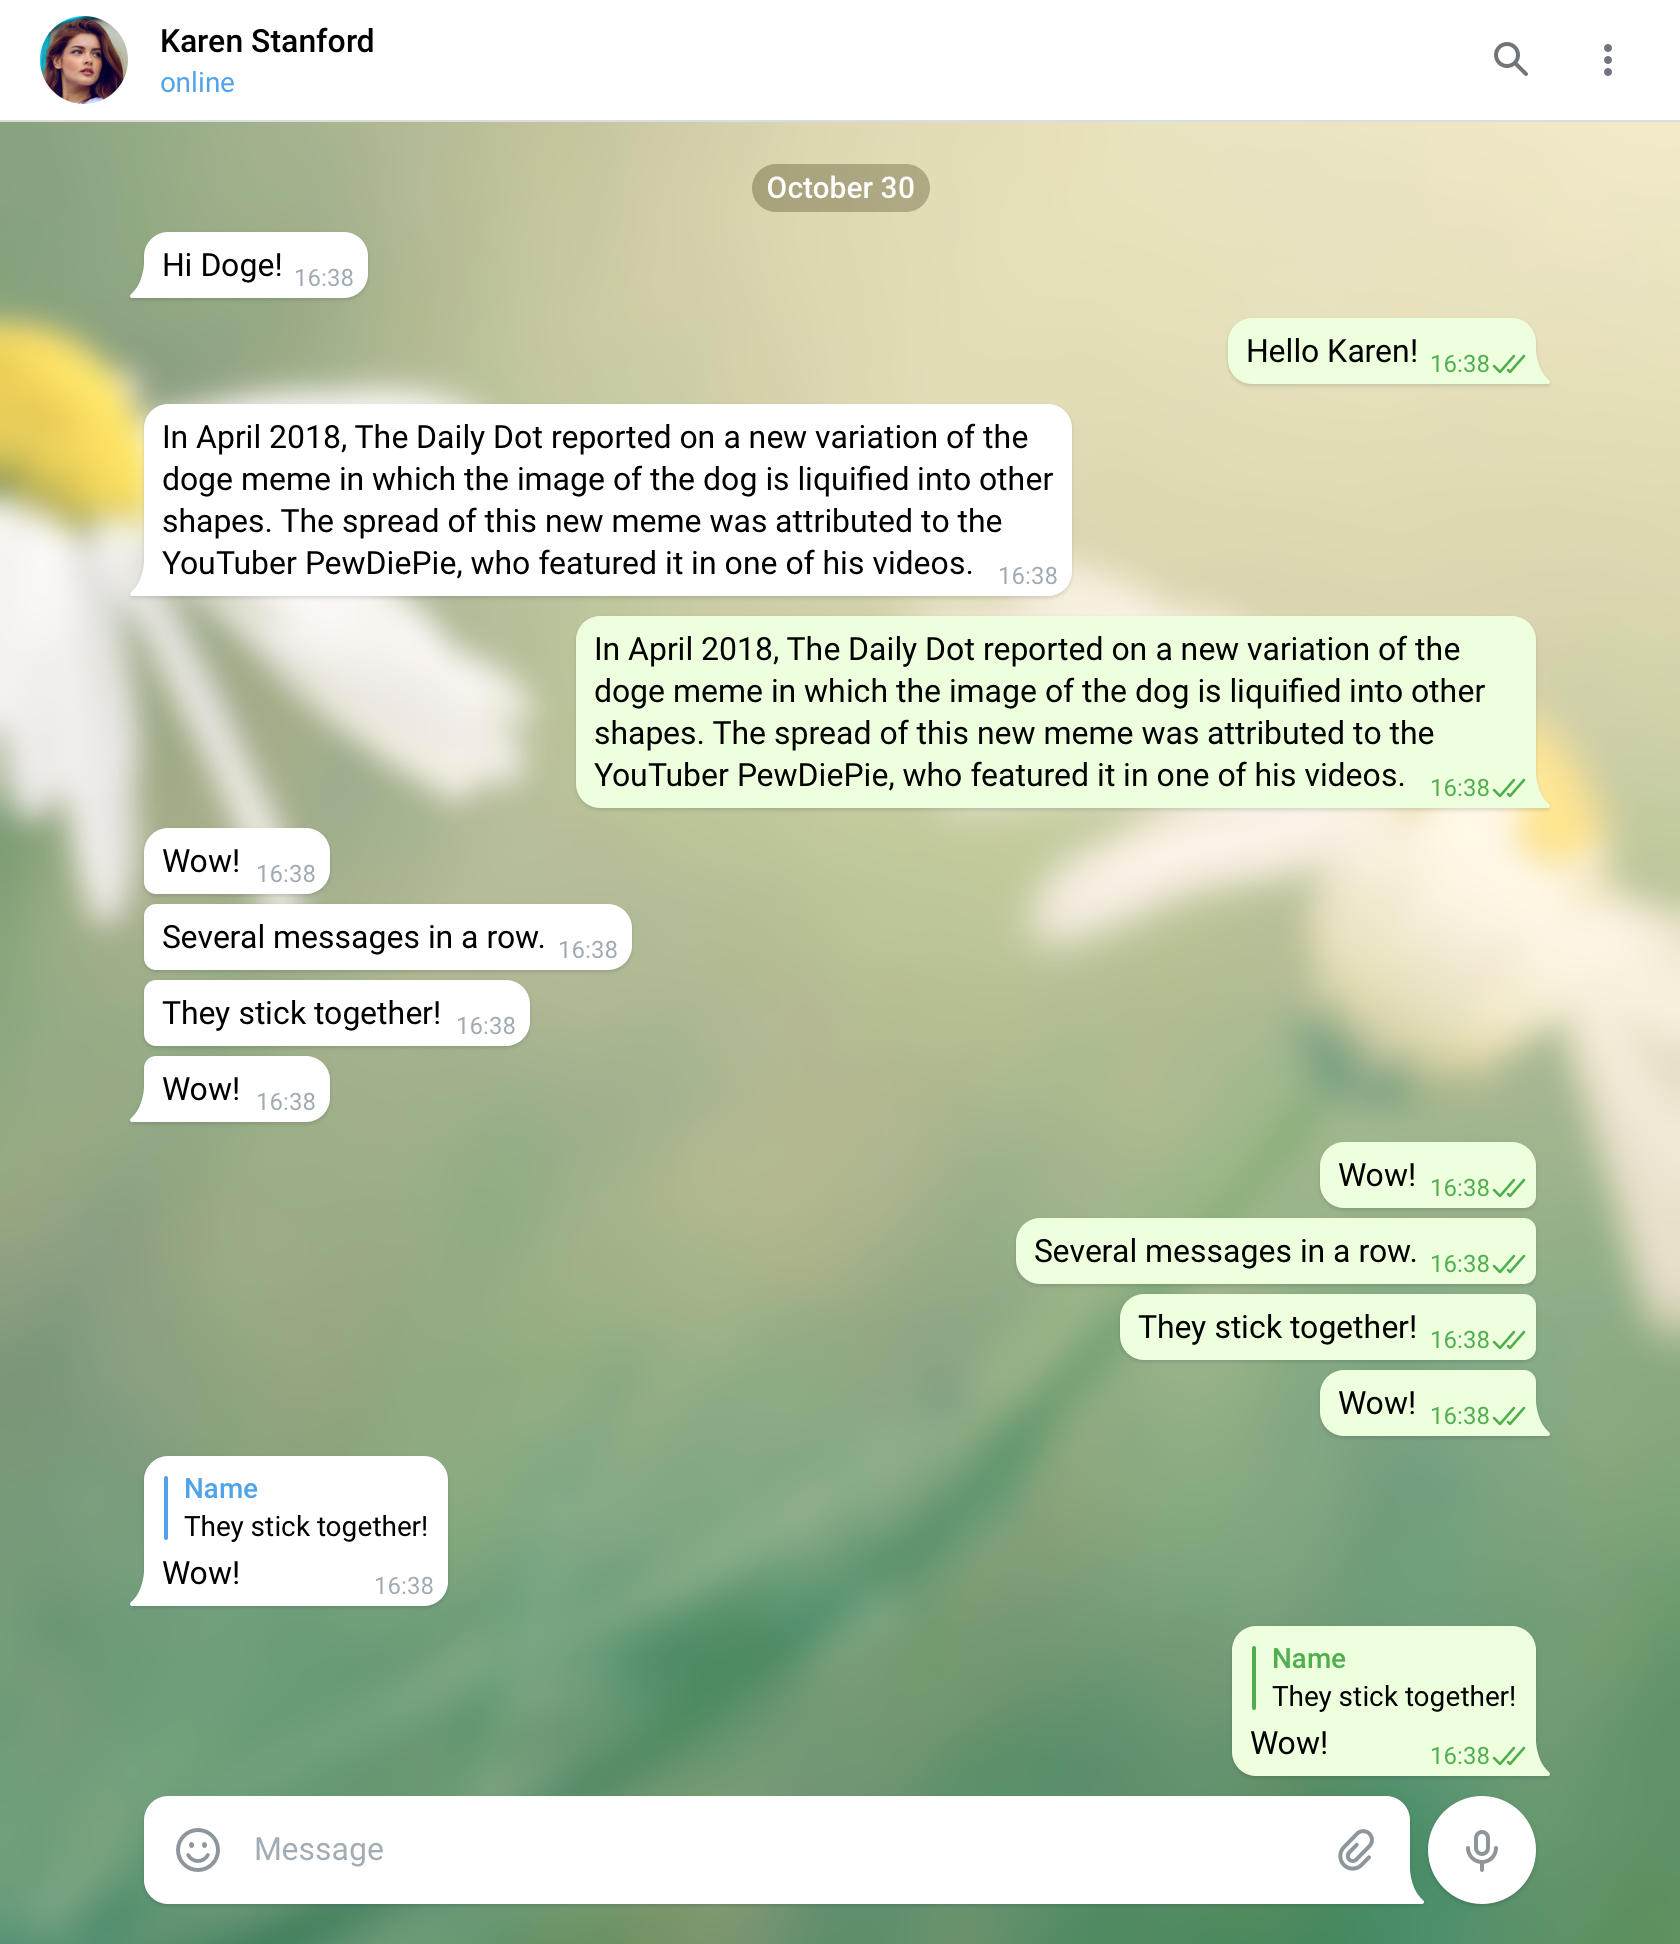 Karen Stanford
online
October 30
Hi Doge! 16:38
Hello Karen! 16:38
In April 2018, The Daily Dot reported on a new variation of the
doge meme in which the image of the dog is liquified into other
shapes. The spread of this new meme was attributed to the
YouTuber PewDiePie, who featured it in one of his videos. 16:38
In April 2018, The Daily Dot reported on a new variation of the
doge meme in which the image of the dog is liquified into other
shapes. The spread of this new meme was attributed to the
YouTuber PewDiePie, who featured it in one of his videos. 16:38
Wow! 16:38
Several messages in a row. 16:38
They stick together! 16:38
Wow! 16:38
Wow! 16:38
Several messages in a row. 16:38
They stick together! 16:38
Wow! 16:38
Name
They stick together!
Wow! 16:38
Name
They stick together!
Wow! 16:38
Message